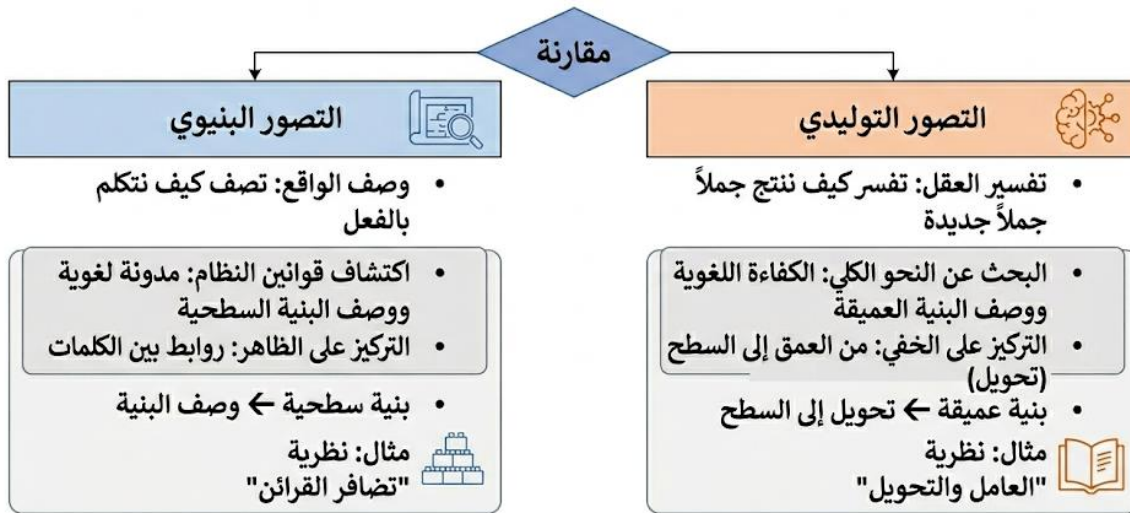 مقارنة
التصور البنيوي
وصف الواقع: تصف كيف نتكلم
بالفعل
اكتشاف قوانين النظام: مدونة لغوية
ووصف البنية السطحية
التركيز على الظاهر: روابط بين الكلمات
بنية سطحية ← وصف البنية
مثال: نظرية
"تضافر القرائن"
التصور التوليدي
تفسير العقل: تفسر كيف ننتج جملاً
جملاً جديدة
البحث عن النحو الكلي: الكفاءة اللغوية
ووصف البنية العميقة
التركيز على الخفي: من العمق إلى السطح
(تحويل)
بنية عميقة ← تحويل إلى السطح
مثال: نظرية
"العامل والتحويل"